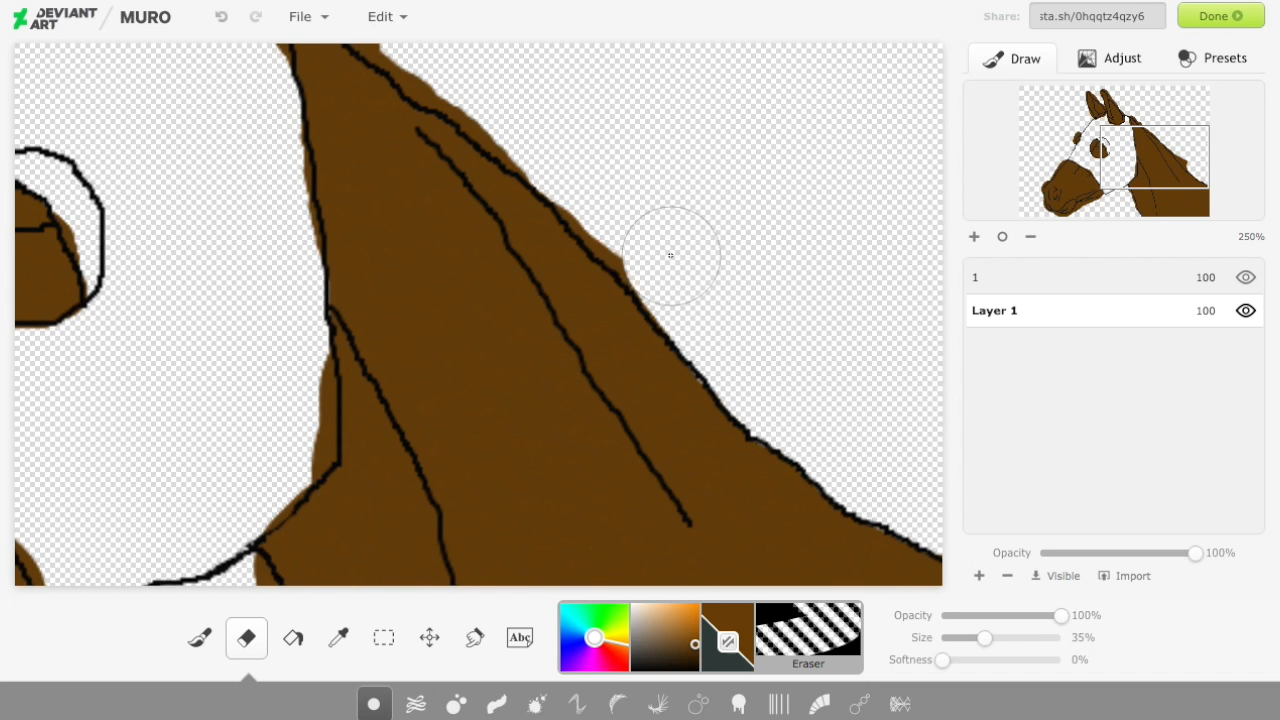 DEVIANT ART MURO File Edit Share: sta.sh/0hqqtz4qzy6 Done
Draw Adjust Presets
250%
1 100
Layer 1 100
Opacity 100%
Visible Import
Abc
Eraser
Opacity 100%
Size 35%
Softness 0%